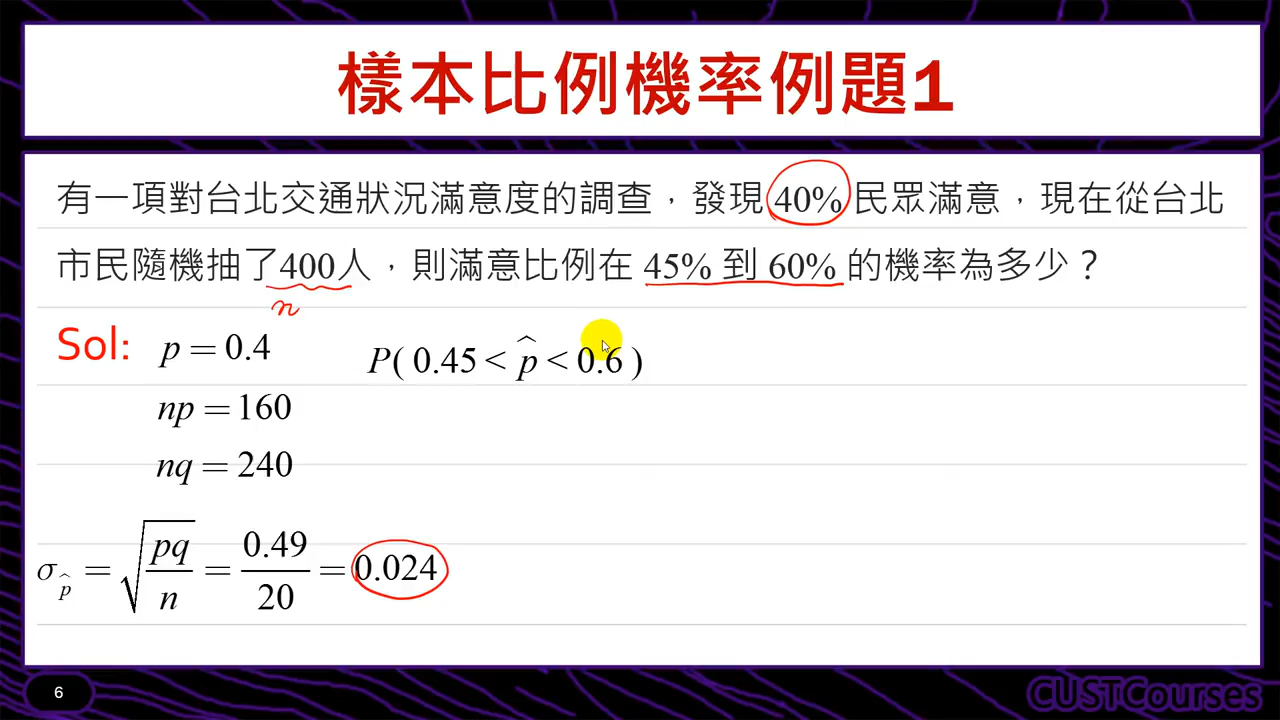 樣本比例機率例題1
有一項對台北交通狀況滿意度的調查，發現 40% 民眾滿意，現在從台北
市民隨機抽了400人，則滿意比例在 45% 到 60% 的機率為多少？
n
Sol: p = 0.4
P( 0.45 < p̂ < 0.6 )
np = 160
nq = 240
σ_p̂ = √(pq/n) = 0.49/20 = 0.024
6
CUSTCourses